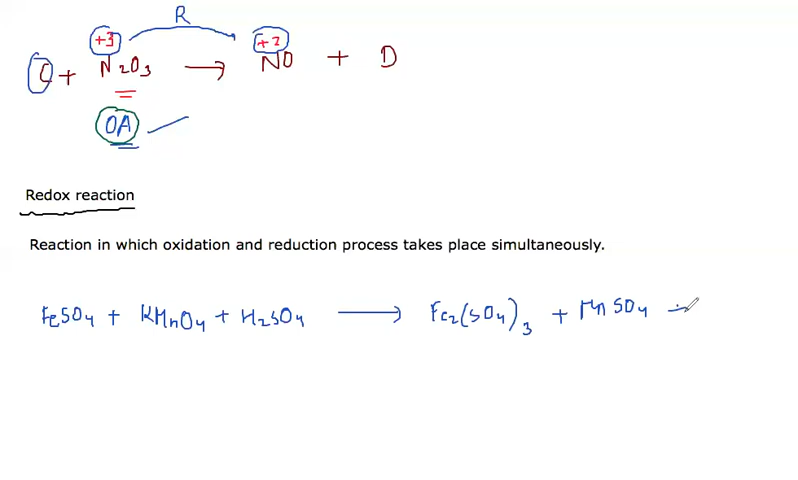 R
+3 +2
C + N2O3 → NO + D
OA
Redox reaction
Reaction in which oxidation and reduction process takes place simultaneously.
FeSO4 + KMnO4 + H2SO4 → Fe2(SO4)3 + MnSO4